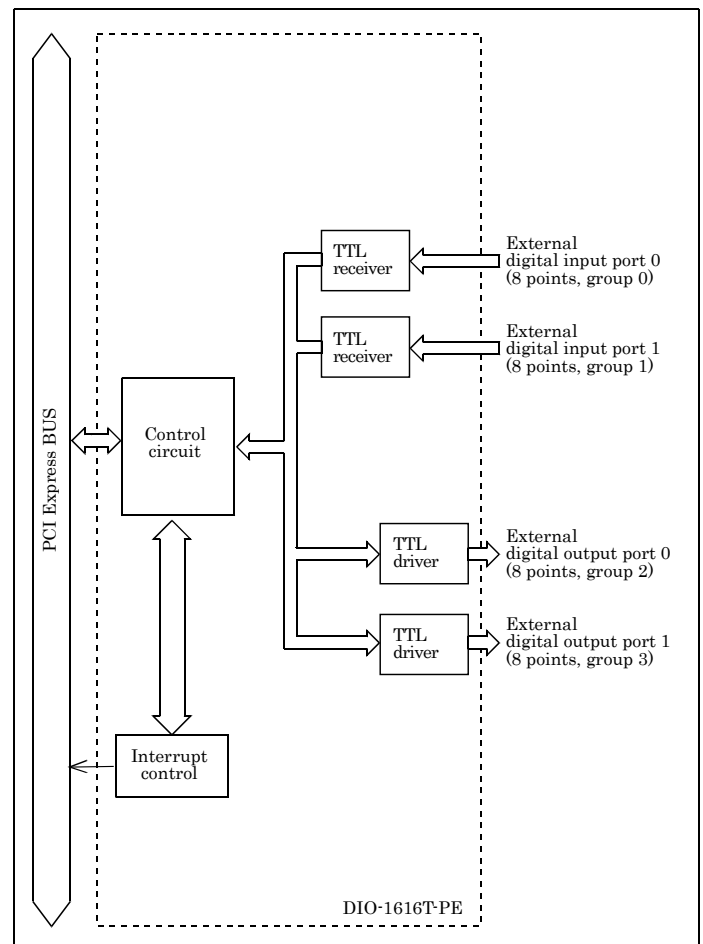 TTL
receiver
External
digital input port 0
(8 points, group 0)
TTL
receiver
External
digital input port 1
(8 points, group 1)
PCI Express BUS
Control
circuit
TTL
driver
External
digital output port 0
(8 points, group 2)
TTL
driver
External
digital output port 1
(8 points, group 3)
Interrupt
control
DIO-1616T-PE